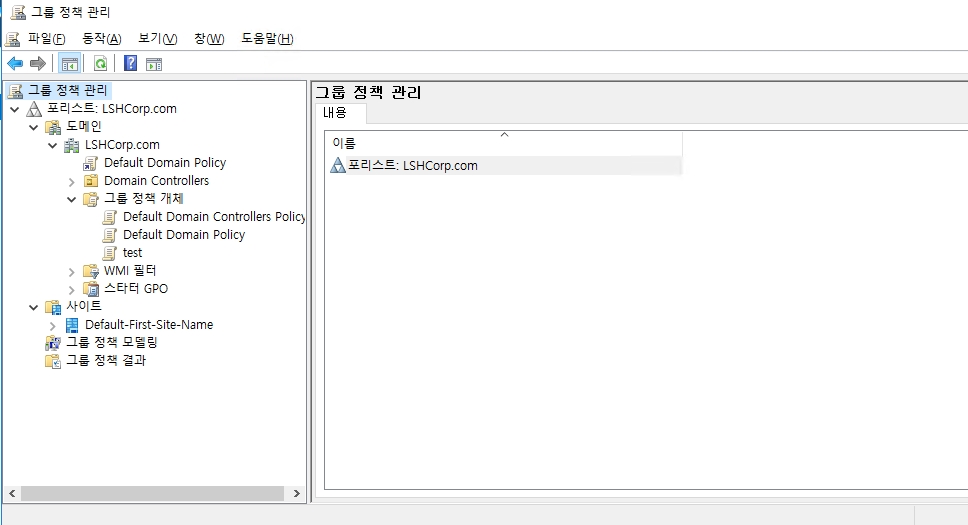 그룹 정책 관리
파일(F) 동작(A) 보기(V) 창(W) 도움말(H)
그룹 정책 관리
포리스트: LSHCorp.com
도메인
LSHCorp.com
Default Domain Policy
Domain Controllers
그룹 정책 개체
Default Domain Controllers Policy
Default Domain Policy
test
WMI 필터
스타터 GPO
사이트
Default-First-Site-Name
그룹 정책 모델링
그룹 정책 결과
그룹 정책 관리
내용
이름
포리스트: LSHCorp.com